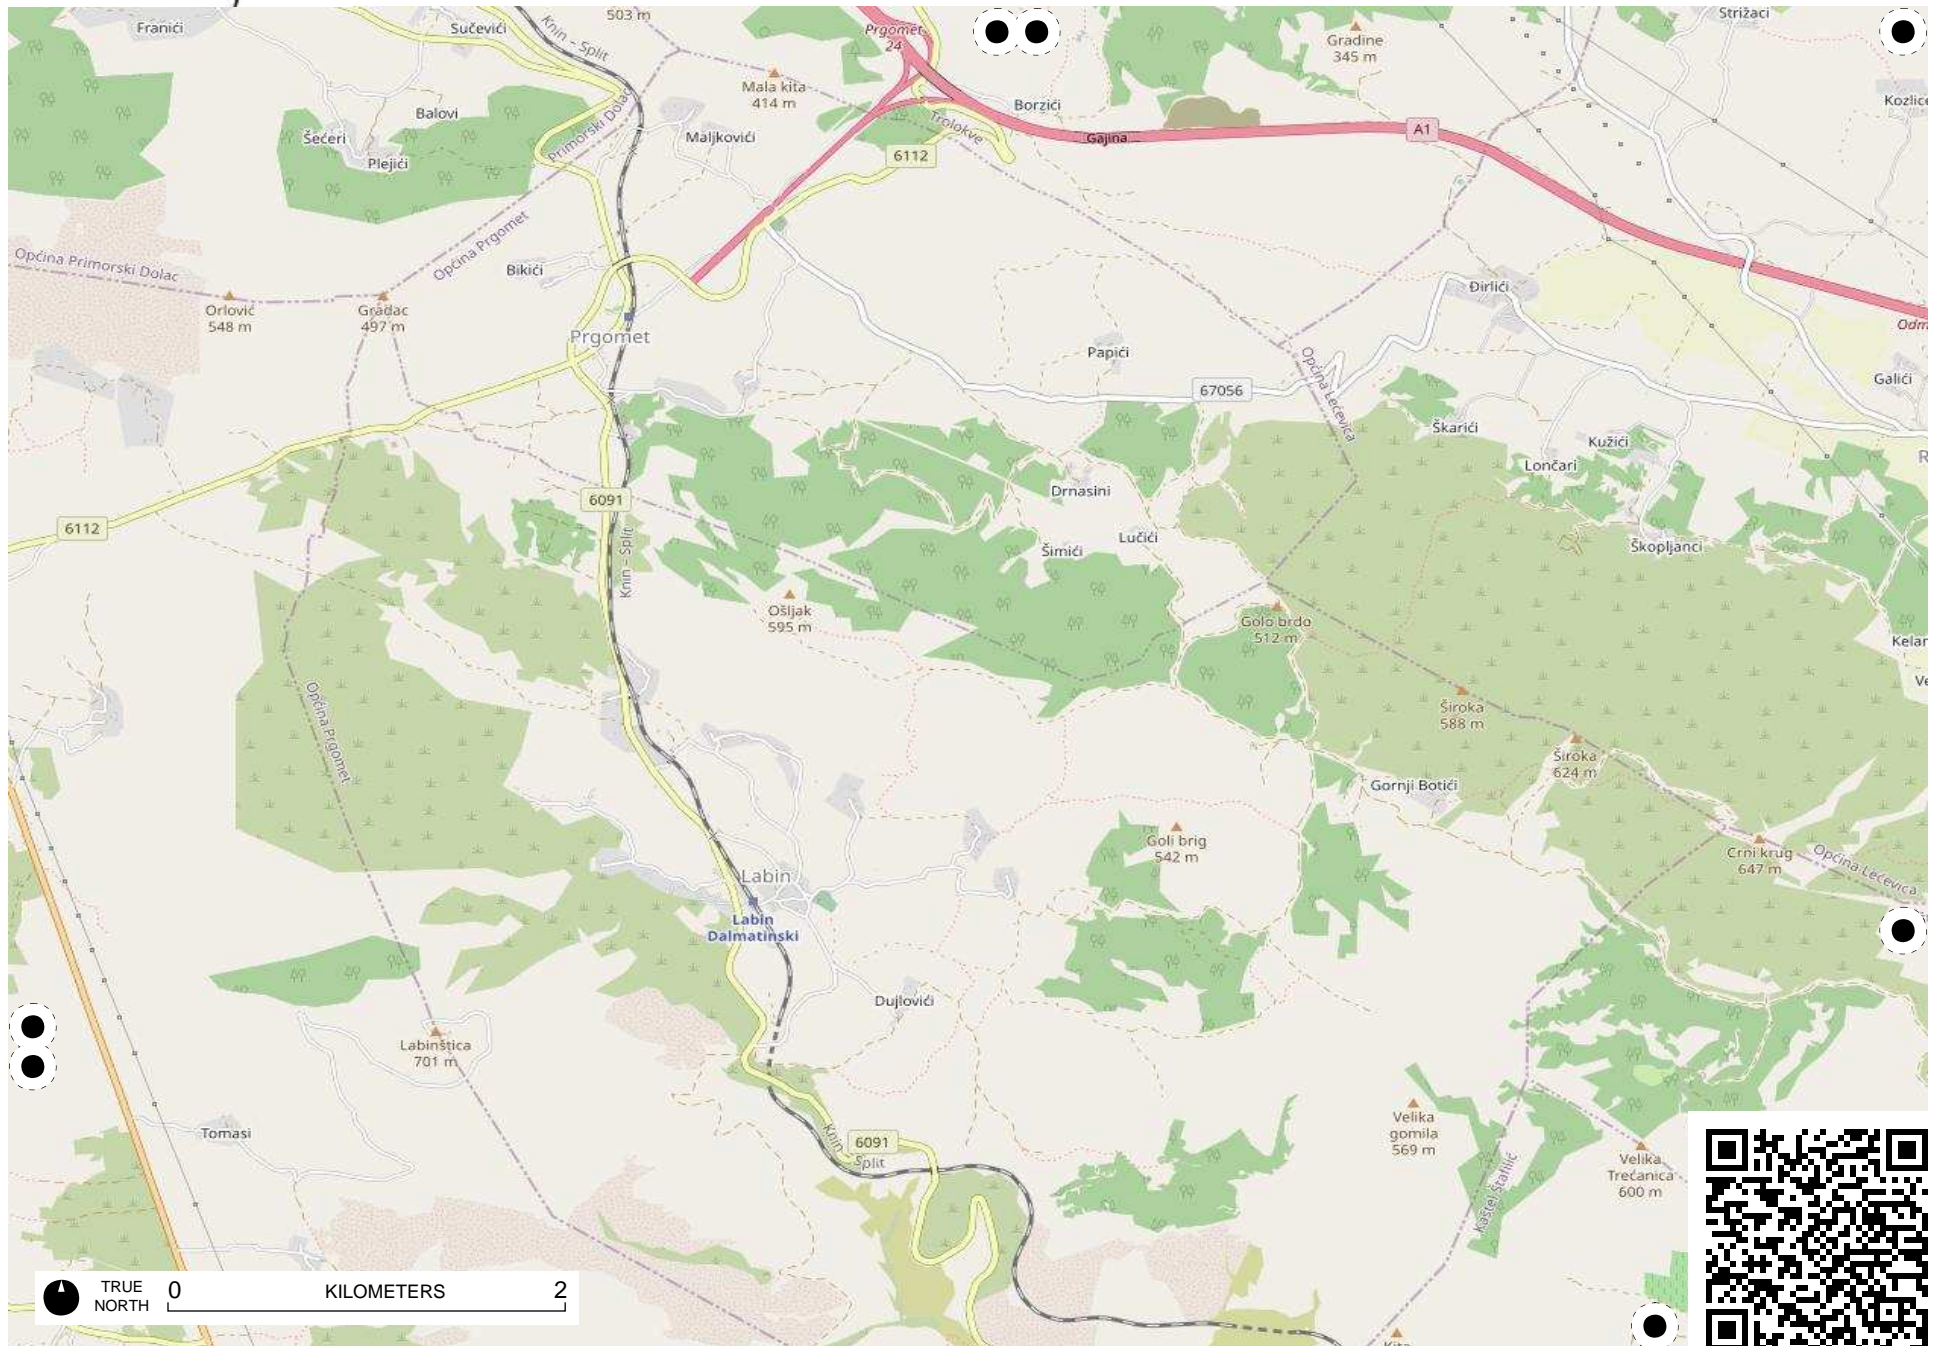 Franići
Sučevići
503 m
Knin – Split
Prgomet
24
Gradine
345 m
Strižaci
Mala kita
414 m
Balovi
Šećeri
Plejići
Primorski Dolac
Maljkovići
Borzići
Trolokve
6112
Gajina
A1
Općina Primorski Dolac
Općina Prgomet
Bikići
Orlović
548 m
Gradac
497 m
Prgomet
Đirlići
Papići
67056
Općina Lećevica
Galići
Škarići
Kužići
Lončari
Drnasini
6091
6112
Knin – Split
Šimići
Lučići
Škopljanci
Ošljak
595 m
Golo brdo
512 m
Općina Prgomet
Široka
588 m
Široka
624 m
Gornji Botići
Goli brig
542 m
Crni krug
647 m
Općina Lećevica
Labin
Labin
Dalmatinski
Dujlovići
Labinštica
701 m
Tomasi
6091
Knin
Split
Velika
gomila
569 m
Velika
Trećanica
600 m
Kaštel Štafilić
TRUE
NORTH
0 KILOMETERS 2